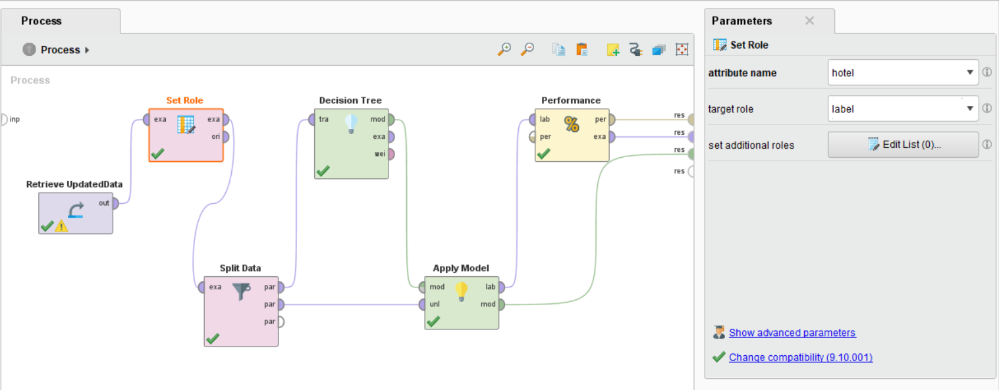 Process
Parameters
Process
Set Role
attribute name
hotel
target role
label
set additional roles
Edit List (0)...
Show advanced parameters
Change compatibility (9.10.001)
Process
inp
Set Role
exa
exa
ori
Decision Tree
tra
mod
exa
wei
Performance
lab
per
per
exa
res
res
res
res
Retrieve UpdatedData
out
Split Data
exa
par
par
par
Apply Model
mod
lab
unl
mod